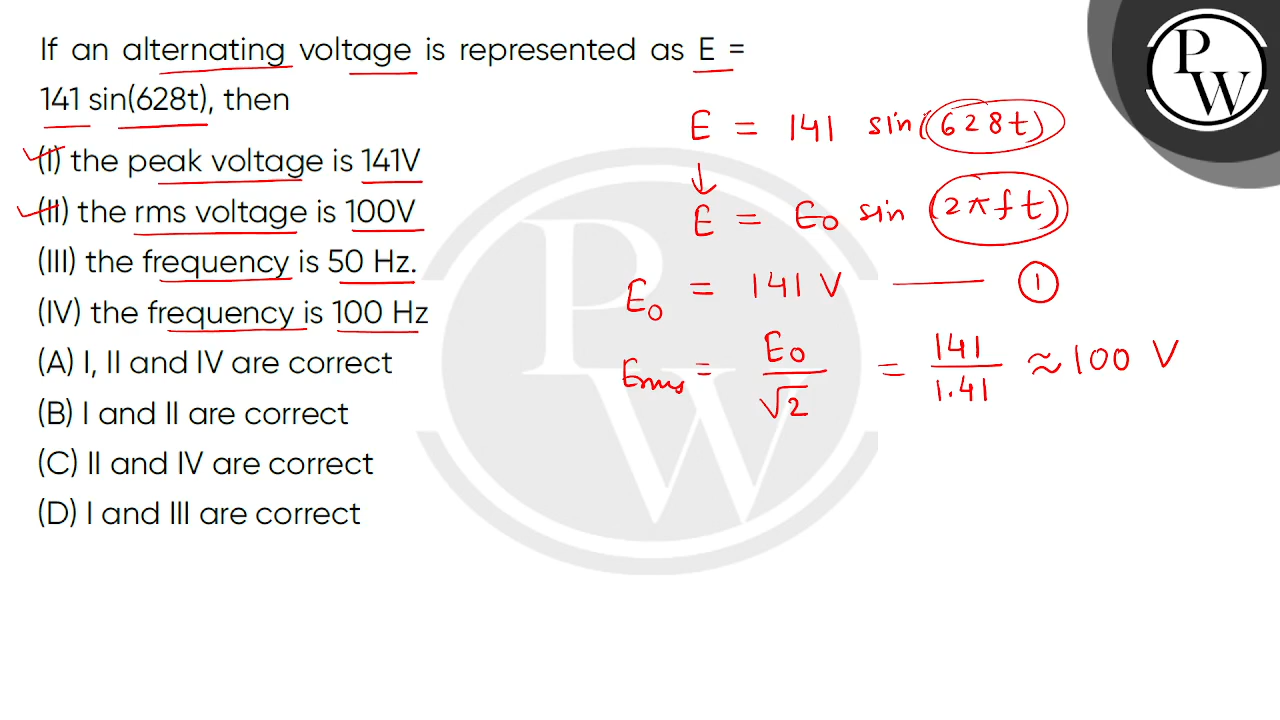 If an alternating voltage is represented as E =
141 sin(628t), then
(I) the peak voltage is 141V
(II) the rms voltage is 100V
(III) the frequency is 50 Hz.
(IV) the frequency is 100 Hz
(A) I, II and IV are correct
(B) I and II are correct
(C) II and IV are correct
(D) I and III are correct
E = 141 sin(628t)
↓
E = E₀ sin (2πft)
E₀ = 141 V —— ①
Erms = E₀/√2 = 141/1.41 ≈ 100 V
PW
PW